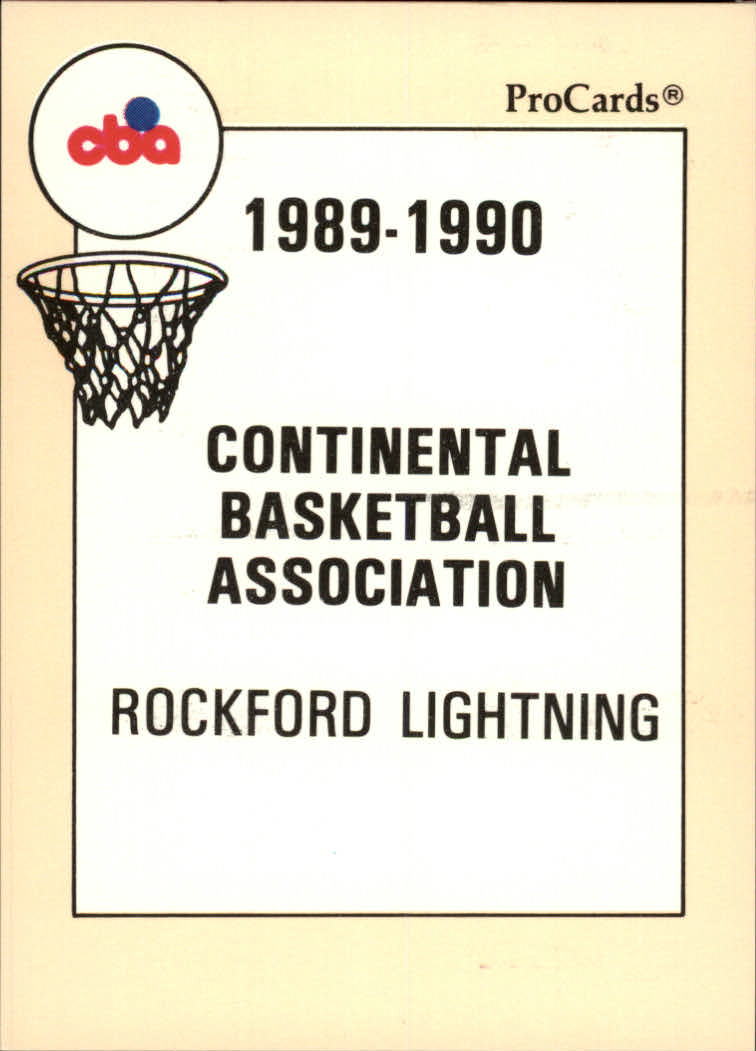 ProCards®
cba
1989-1990
CONTINENTAL
BASKETBALL
ASSOCIATION
ROCKFORD LIGHTNING